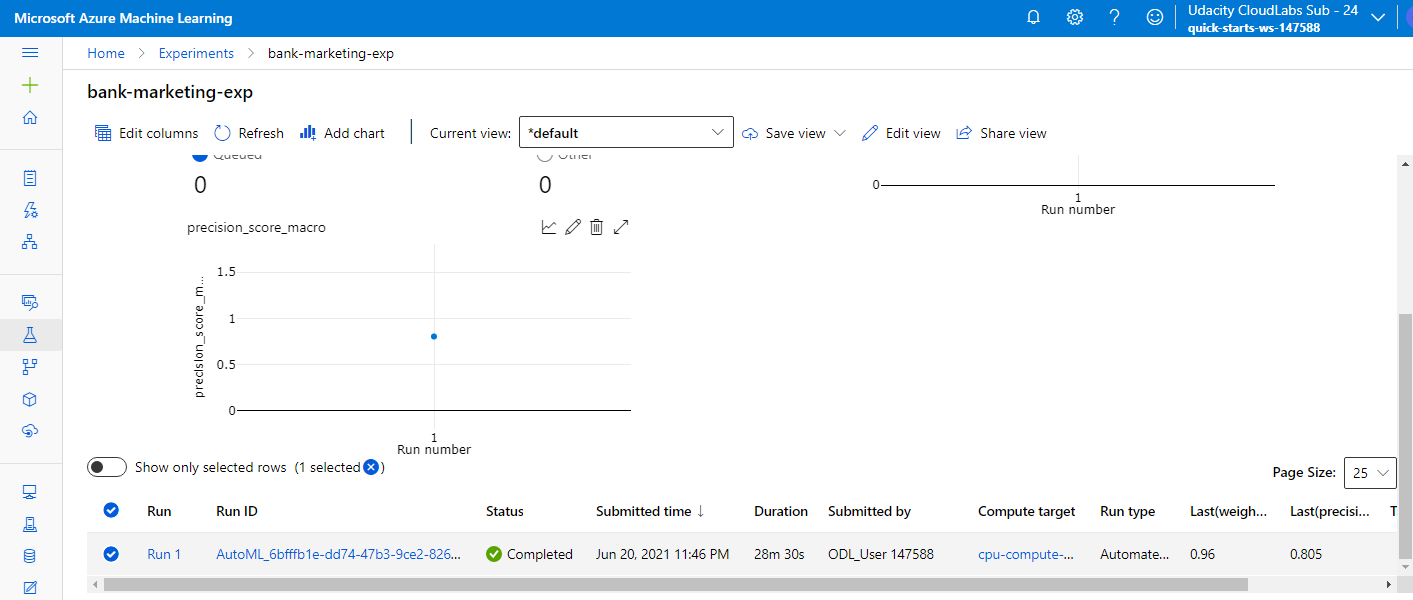 Microsoft Azure Machine Learning
Udacity CloudLabs Sub - 24
quick-starts-ws-147588
Home > Experiments > bank-marketing-exp
bank-marketing-exp
Edit columns Refresh Add chart Current view: *default Save view Edit view Share view
Queued Other
0 0
0
1
Run number
precision_score_macro
precision_score_m...
1.5
1
0.5
0
1
Run number
Show only selected rows (1 selected )
Page Size: 25
Run Run ID Status Submitted time ↓ Duration Submitted by Compute target Run type Last(weigh... Last(precisi... T
Run 1 AutoML_6bfffb1e-dd74-47b3-9ce2-826... Completed Jun 20, 2021 11:46 PM 28m 30s ODL_User 147588 cpu-compute-... Automate... 0.96 0.805